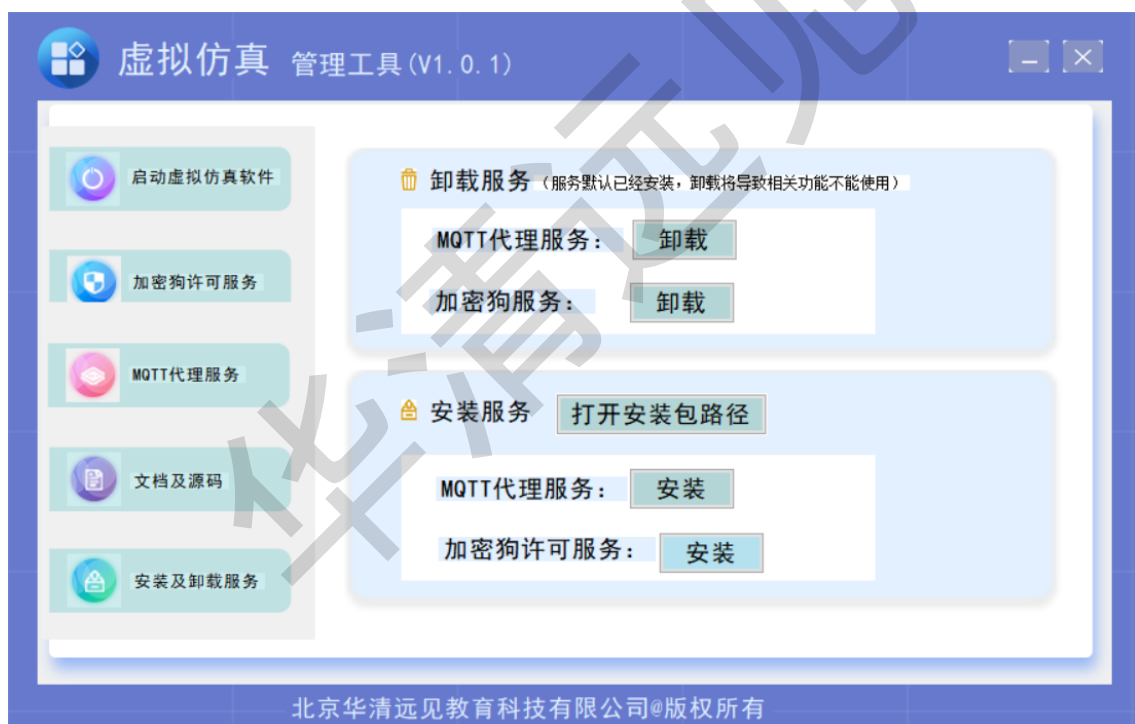 虚拟仿真 管理工具(V1.0.1)
启动虚拟仿真软件
加密狗许可服务
MQTT代理服务
文档及源码
安装及卸载服务
卸载服务（服务默认已经安装，卸载将导致相关功能不能使用）
MQTT代理服务： 卸载
加密狗服务： 卸载
安装服务 打开安装包路径
MQTT代理服务： 安装
加密狗许可服务： 安装
北京华清远见教育科技有限公司@版权所有
华清远见